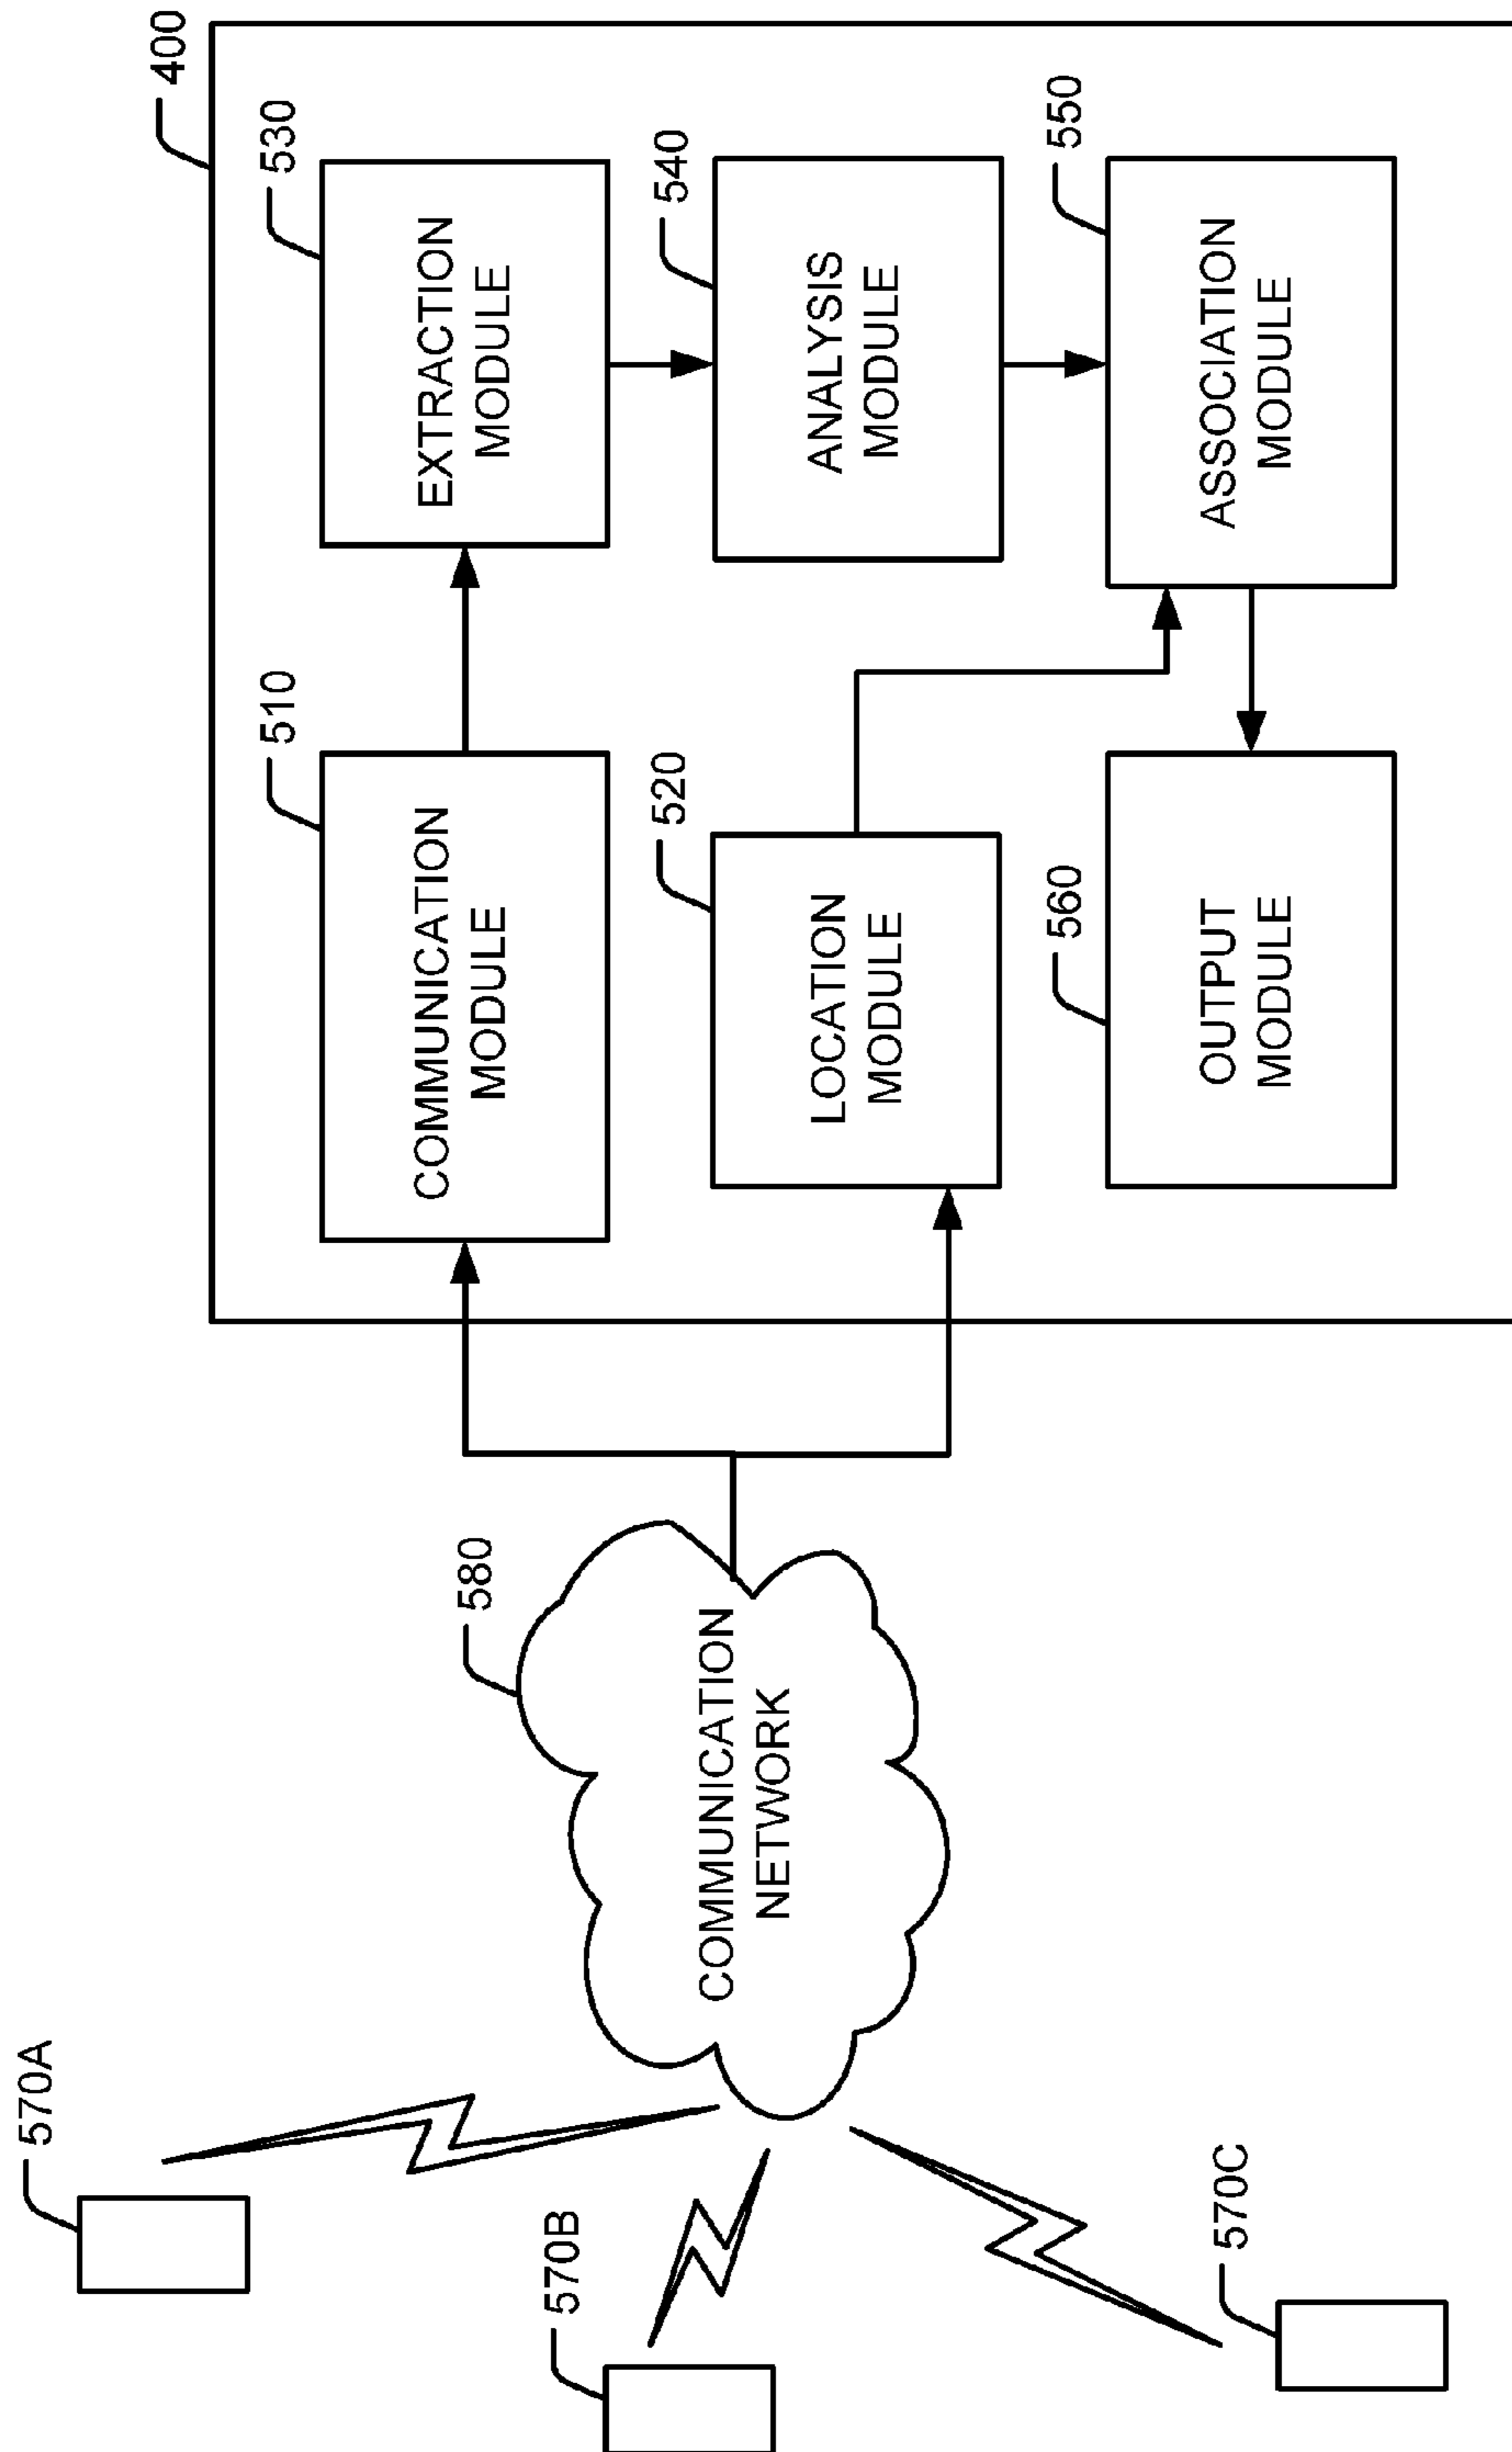 400
510
COMMUNICATION
MODULE
530
EXTRACTION
MODULE
520
LOCATION
MODULE
540
ANALYSIS
MODULE
560
OUTPUT
MODULE
550
ASSOCIATION
MODULE
580
COMMUNICATION
NETWORK
570A
570B
570C